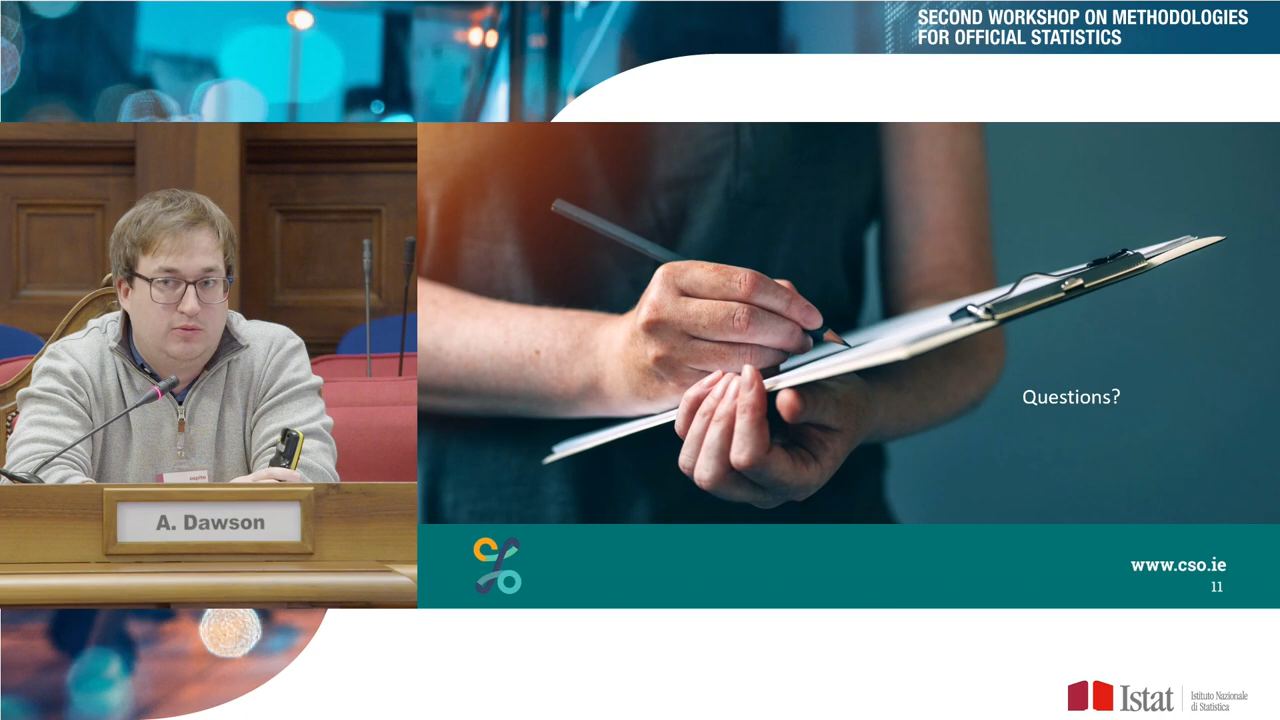 SECOND WORKSHOP ON METHODOLOGIES
FOR OFFICIAL STATISTICS
Questions?
A. Dawson
www.cso.ie
11
Istat
Istituto Nazionale
di Statistica